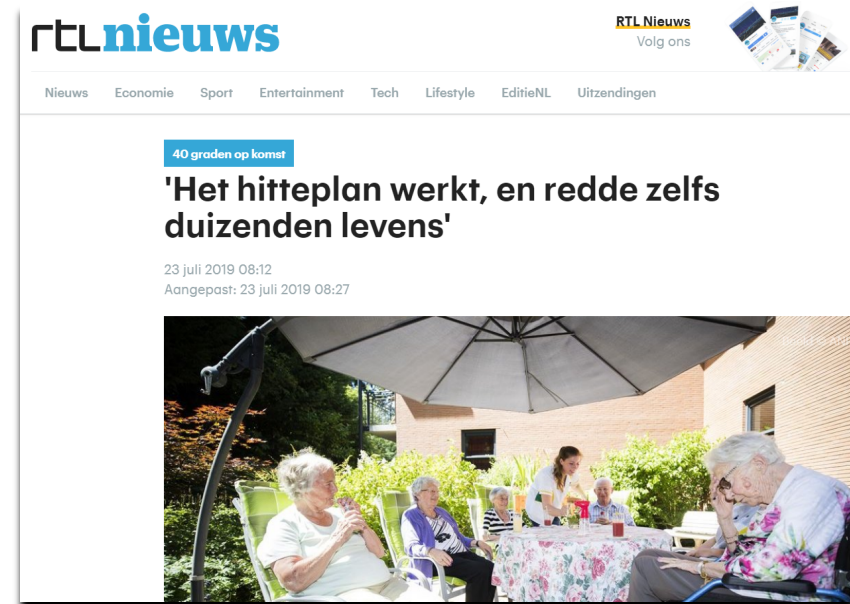 rtlnieuws
RTL Nieuws
Volg ons
Nieuws Economie Sport Entertainment Tech Lifestyle EditieNL Uitzendingen
40 graden op komst
'Het hitteplan werkt, en redde zelfs
duizenden levens'
23 juli 2019 08:12
Aangepast: 23 juli 2019 08:27